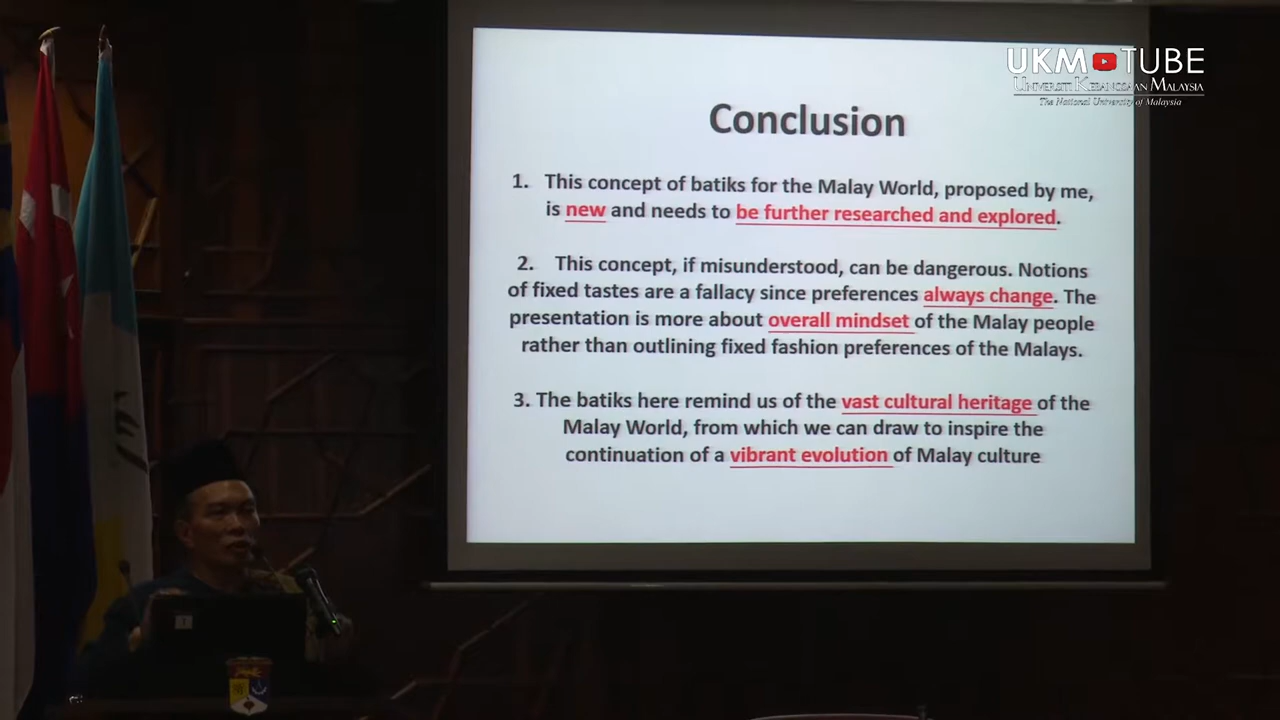 UKM TUBE
UNIVERSITI KEBANGSAAN MALAYSIA
The National University of Malaysia
Conclusion
1. This concept of batiks for the Malay World, proposed by me,
is new and needs to be further researched and explored.
2. This concept, if misunderstood, can be dangerous. Notions
of fixed tastes are a fallacy since preferences always change. The
presentation is more about overall mindset of the Malay people
rather than outlining fixed fashion preferences of the Malays.
3. The batiks here remind us of the vast cultural heritage of the
Malay World, from which we can draw to inspire the
continuation of a vibrant evolution of Malay culture